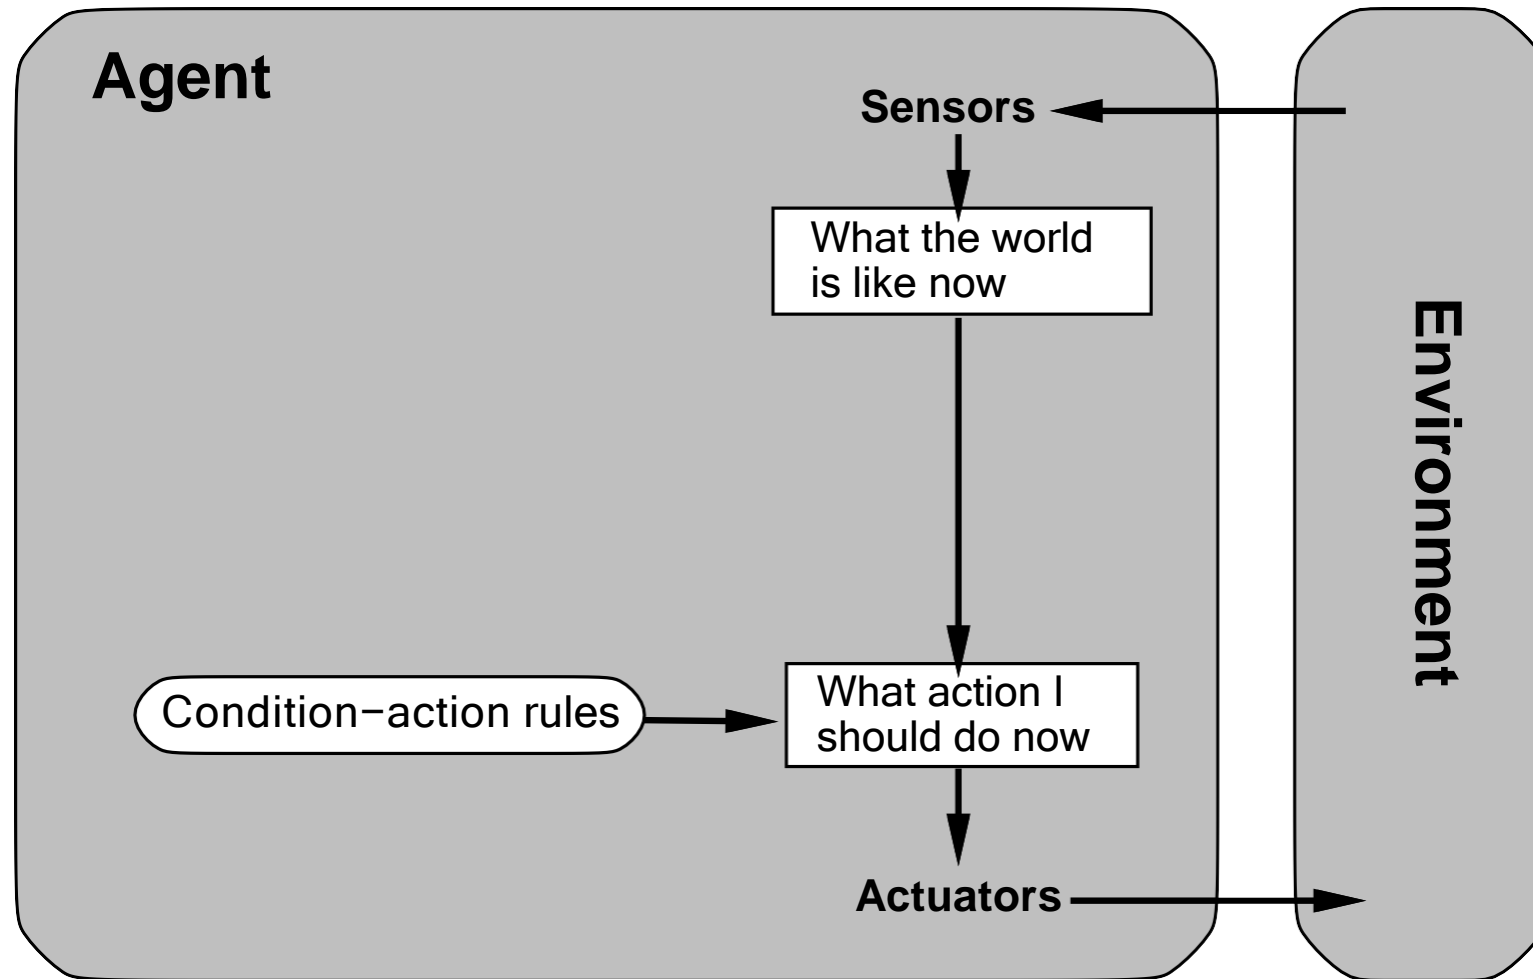 Agent
Sensors
What the world
is like now
Environment
Condition−action rules
What action I
should do now
Actuators